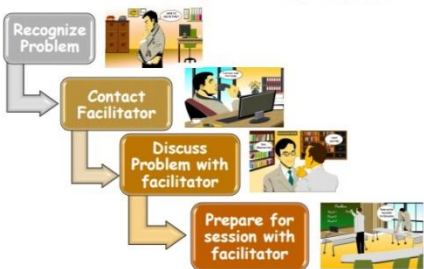 Recognize
Problem
Contact
Facilitator
Discuss
Problem with
facilitator
Prepare for
session with
facilitator